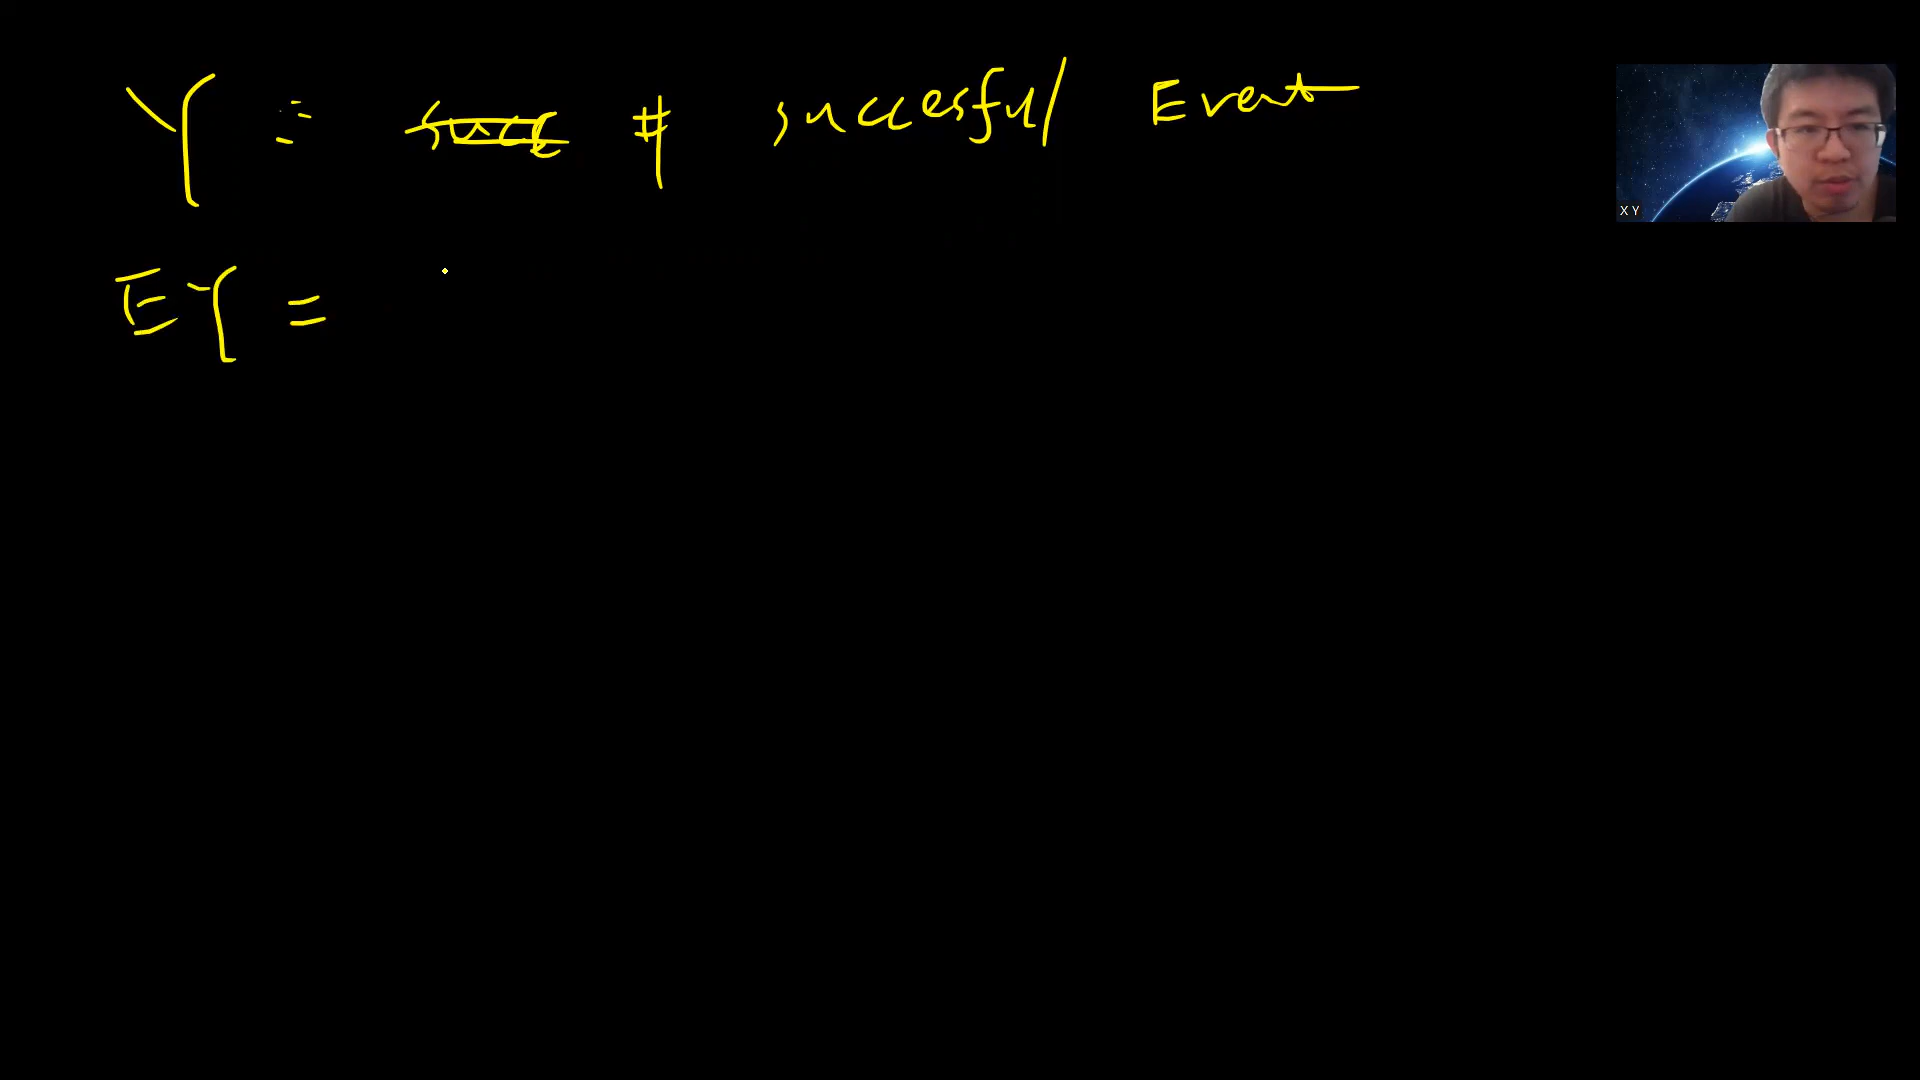 Y := # succesful Event
X Y
EY =